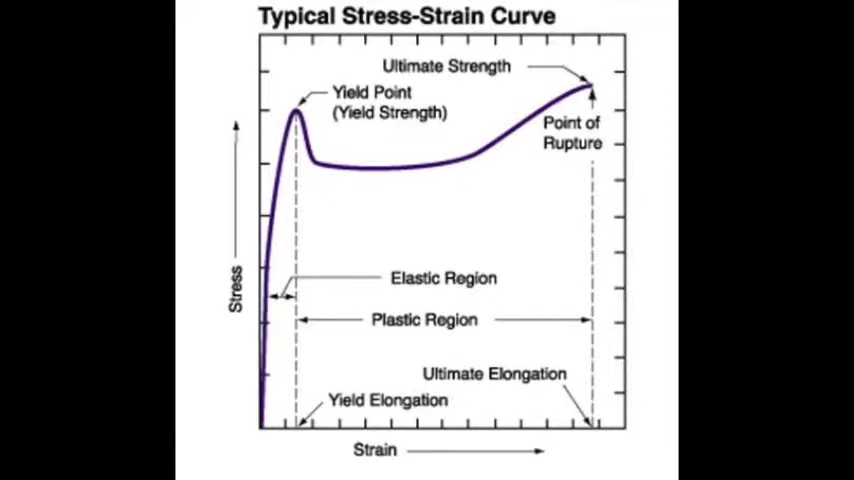 Typical Stress-Strain Curve
Ultimate Strength
Yield Point
(Yield Strength)
Point of
Rupture
Stress
Elastic Region
Plastic Region
Ultimate Elongation
Yield Elongation
Strain